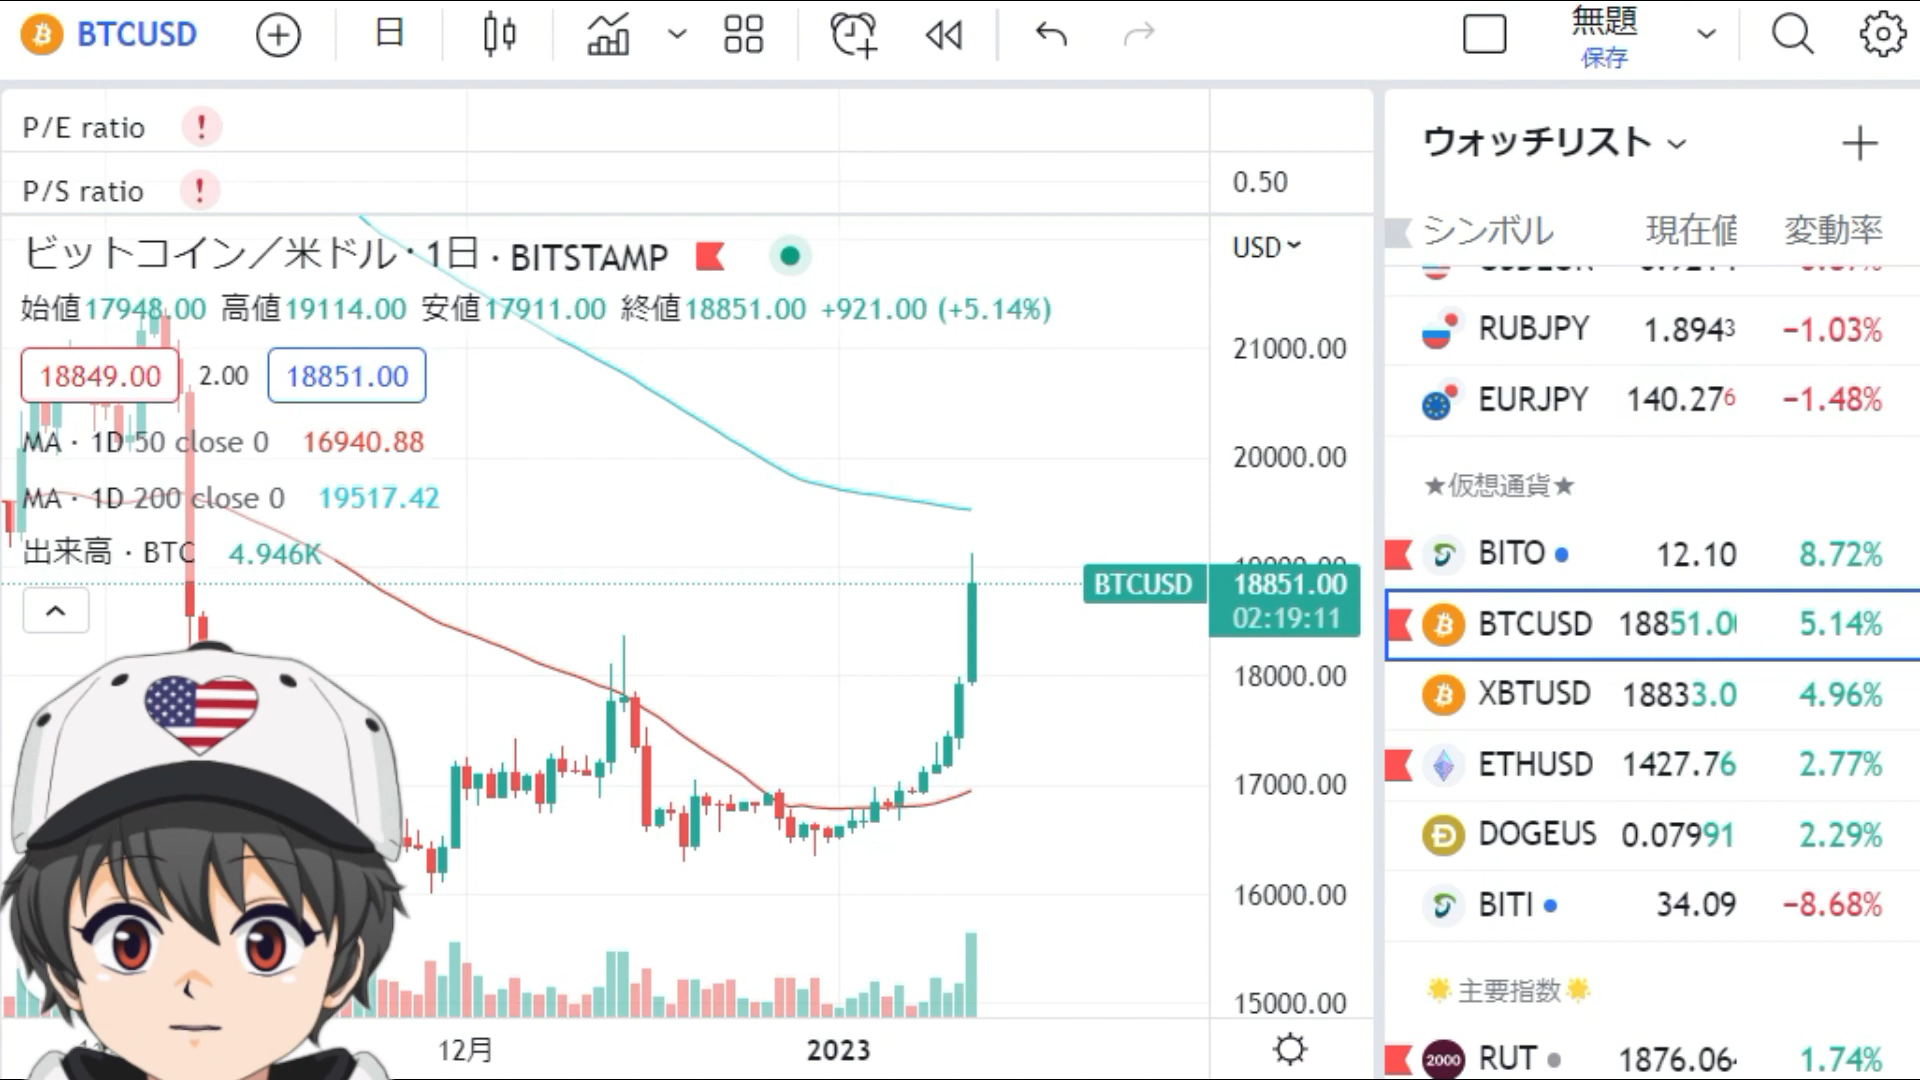 BTCUSD
日
無題
保存
P/E ratio !
P/S ratio !
0.50
ビットコイン／米ドル · 1日 · BITSTAMP
USD
始値17948.00 高値19114.00 安値17911.00 終値18851.00 +921.00 (+5.14%)
18849.00 2.00 18851.00
MA · 1D 50 close 0 16940.88
MA · 1D 200 close 0 19517.42
出来高 · BTC 4.946K
21000.00
20000.00
19000.00
BTCUSD 18851.00
02:19:11
18000.00
17000.00
16000.00
15000.00
12月
2023
ウォッチリスト
シンボル 現在値 変動率
RUBJPY 1.8943 −1.03%
EURJPY 140.276 −1.48%
★仮想通貨★
BITO 12.10 8.72%
BTCUSD 18851.00 5.14%
XBTUSD 18833.0 4.96%
ETHUSD 1427.76 2.77%
DOGEUS 0.07991 2.29%
BITI 34.09 −8.68%
🌟主要指数🌟
2000 RUT 1876.06 1.74%